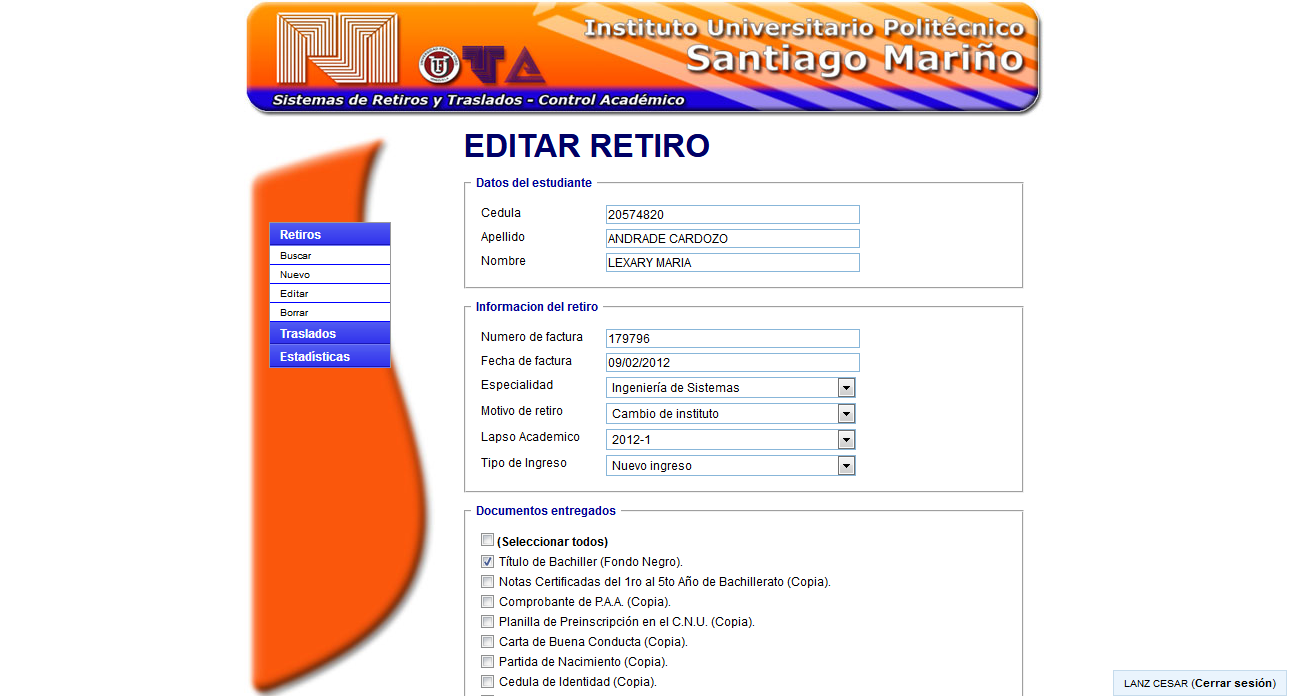 Instituto Universitario Politécnico
Santiago Mariño
Sistemas de Retiros y Traslados - Control Académico
Retiros
Buscar
Nuevo
Editar
Borrar
Traslados
Estadísticas
EDITAR RETIRO
Datos del estudiante
Cedula 20574820
Apellido ANDRADE CARDOZO
Nombre LEXARY MARIA
Informacion del retiro
Numero de factura 179796
Fecha de factura 09/02/2012
Especialidad Ingeniería de Sistemas
Motivo de retiro Cambio de instituto
Lapso Academico 2012-1
Tipo de Ingreso Nuevo ingreso
Documentos entregados
(Seleccionar todos)
Título de Bachiller (Fondo Negro).
Notas Certificadas del 1ro al 5to Año de Bachillerato (Copia).
Comprobante de P.A.A. (Copia).
Planilla de Preinscripción en el C.N.U. (Copia).
Carta de Buena Conducta (Copia).
Partida de Nacimiento (Copia).
Cedula de Identidad (Copia).
LANZ CESAR (Cerrar sesión)